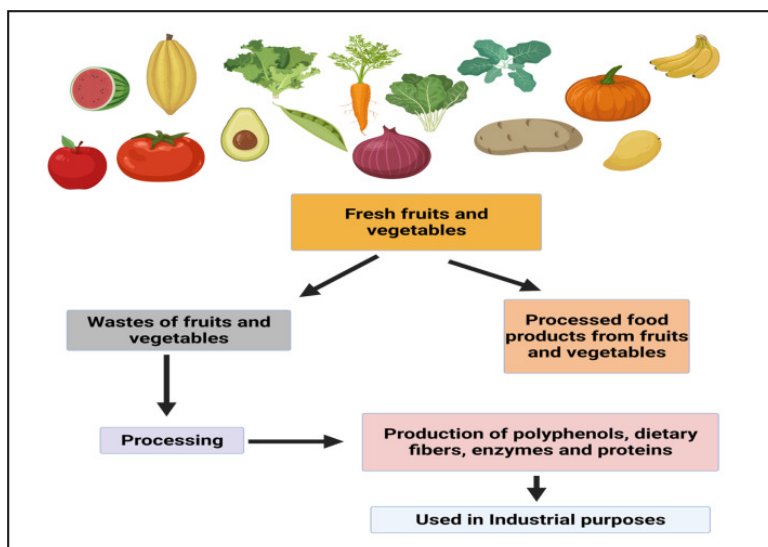 Fresh fruits and
vegetables
Wastes of fruits and
vegetables
Processed food
products from fruits
and vegetables
Processing
Production of polyphenols, dietary
fibers, enzymes and proteins
Used in Industrial purposes